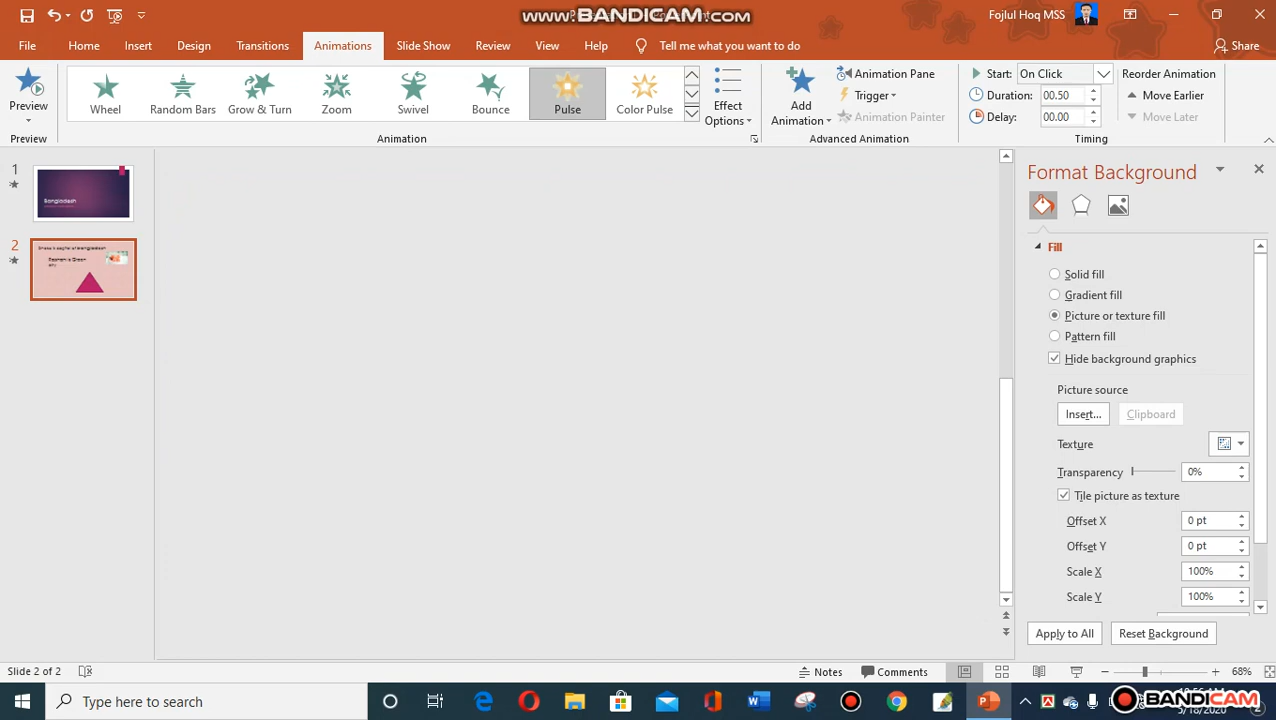 www.BANDICAM.com
Fojlul Hoq MSS
File Home Insert Design Transitions Animations Slide Show Review View Help Tell me what you want to do Share
Preview
Wheel Random Bars Grow & Turn Zoom Swivel Bounce Pulse Color Pulse
Effect Options
Add Animation
Animation Pane
Trigger
Animation Painter
Start: On Click
Duration: 00.50
Delay: 00.00
Reorder Animation
Move Earlier
Move Later
Preview Animation Advanced Animation Timing
1
Bangladash
2
Format Background
Fill
Solid fill
Gradient fill
Picture or texture fill
Pattern fill
Hide background graphics
Picture source
Insert... Clipboard
Texture
Transparency 0%
Tile picture as texture
Offset X 0 pt
Offset Y 0 pt
Scale X 100%
Scale Y 100%
Apply to All Reset Background
Slide 2 of 2 Notes Comments 68%
Type here to search
BANDICAM
5/18/2020